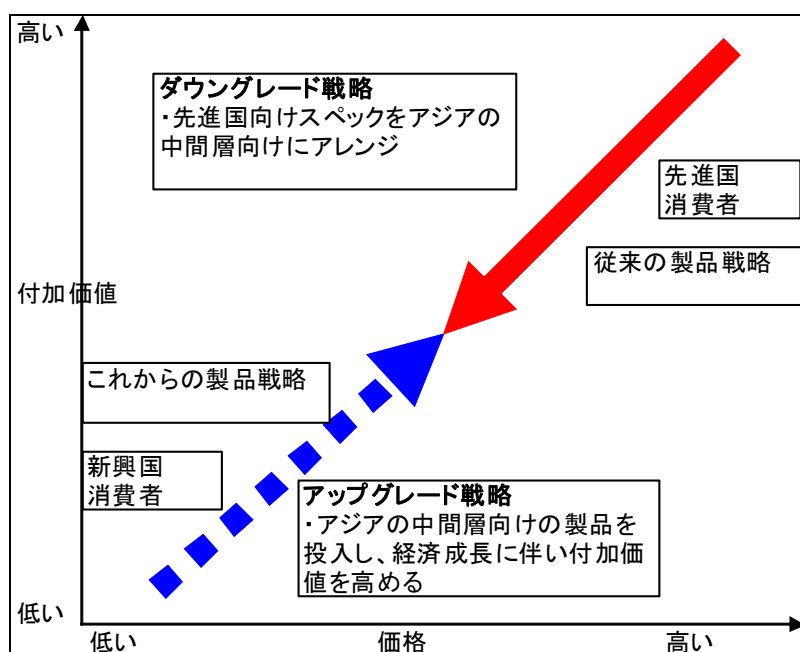 高い
ダウングレード戦略
・先進国向けスペックをアジアの
中間層向けにアレンジ
先進国
消費者
従来の製品戦略
付加価値
これからの製品戦略
新興国
消費者
アップグレード戦略
・アジアの中間層向けの製品を
投入し、経済成長に伴い付加価
値を高める
低い
低い
価格
高い